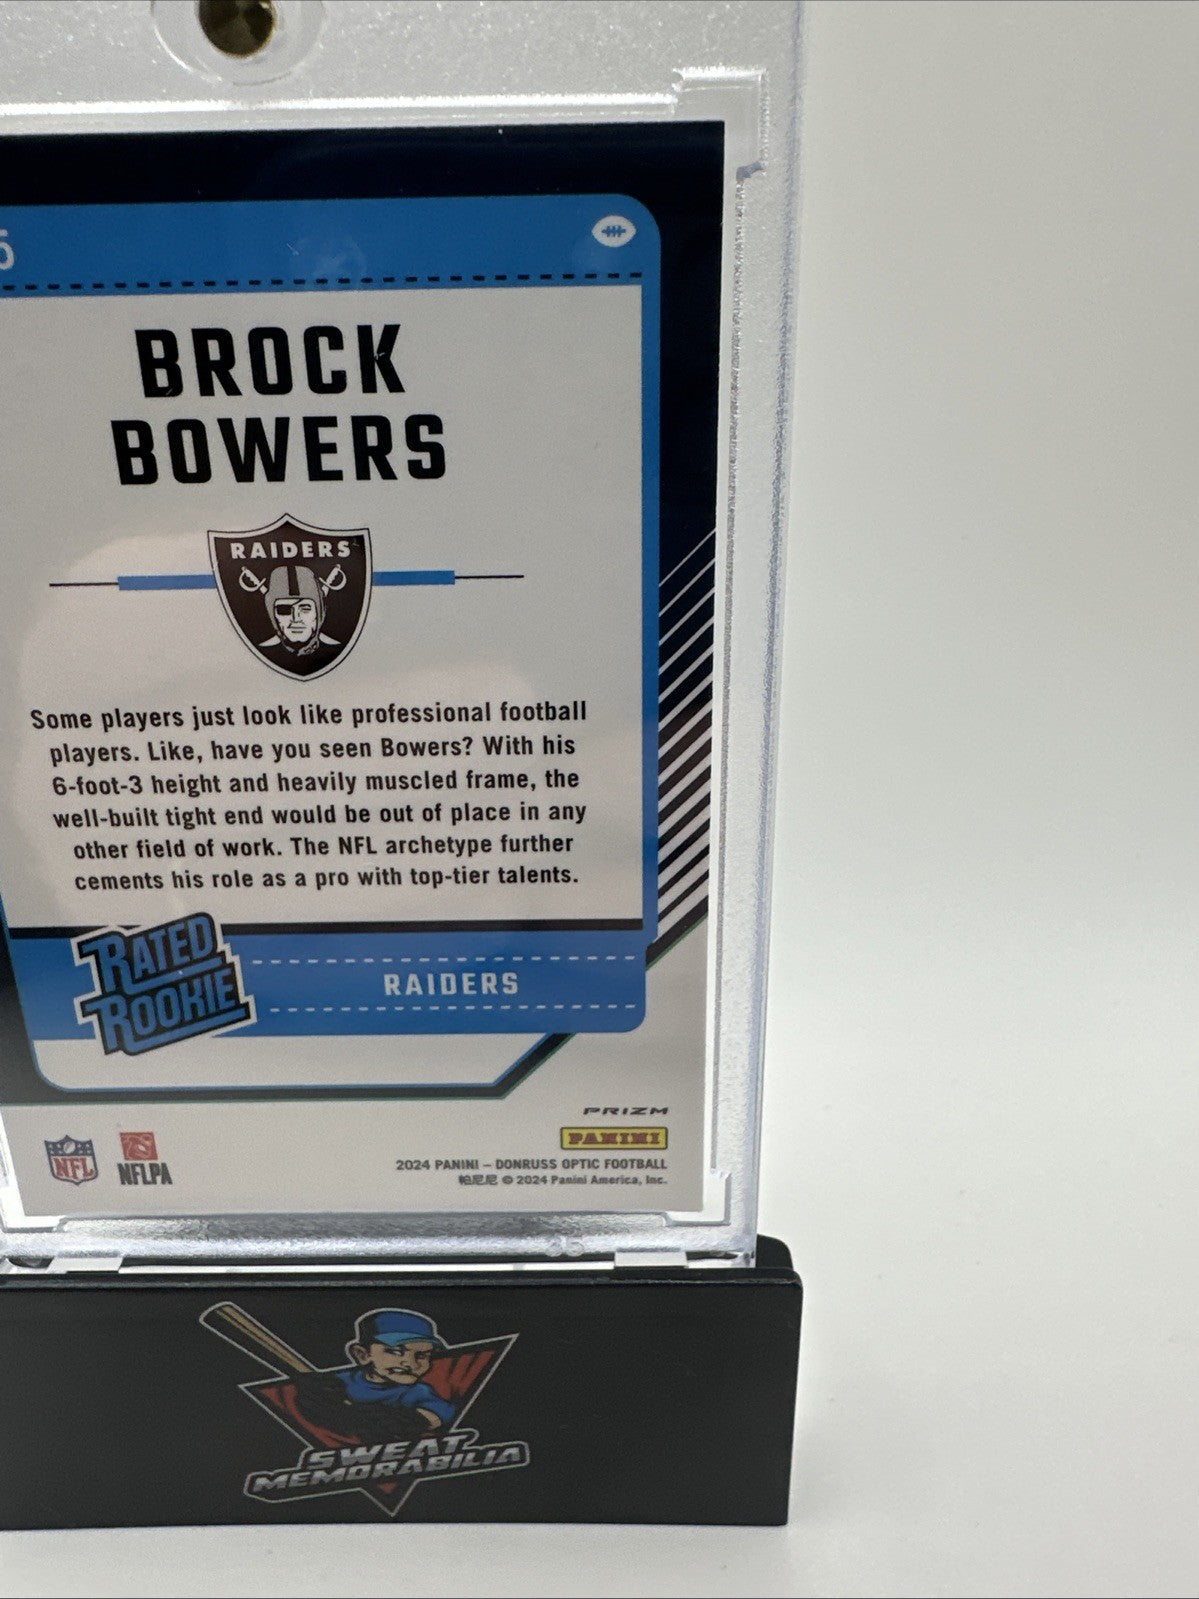 5
BROCK
BOWERS
RAIDERS
Some players just look like professional football
players. Like, have you seen Bowers? With his
6-foot-3 height and heavily muscled frame, the
well-built tight end would be out of place in any
other field of work. The NFL archetype further
cements his role as a pro with top-tier talents.
RATED
ROOKIE
RAIDERS
PRIZM
PANINI
NFL
NFLPA
2024 PANINI – DONRUSS OPTIC FOOTBALL
帕尼尼 © 2024 Panini America, Inc.
35
SWEAT
MEMORABILIA